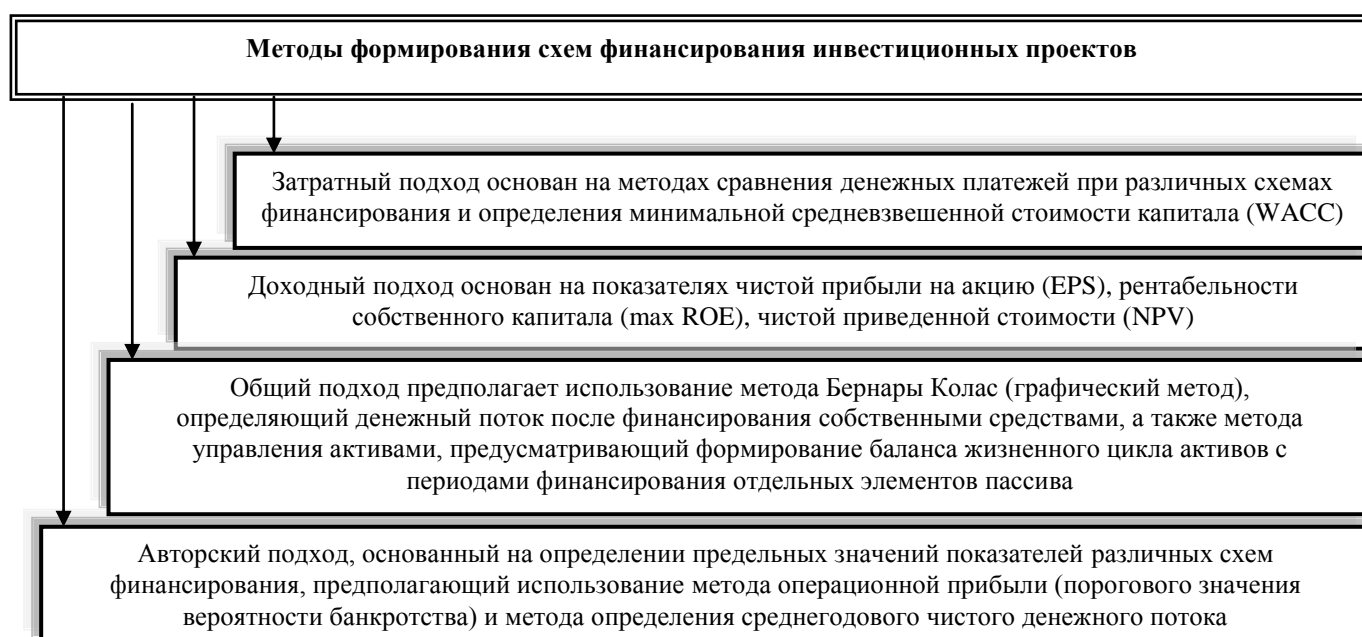 Методы формирования схем финансирования инвестиционных проектов
Затратный подход основан на методах сравнения денежных платежей при различных схемах
финансирования и определения минимальной средневзвешенной стоимости капитала (WACC)
Доходный подход основан на показателях чистой прибыли на акцию (EPS), рентабельности
собственного капитала (max ROE), чистой приведенной стоимости (NPV)
Общий подход предполагает использование метода Бернары Колас (графический метод),
определяющий денежный поток после финансирования собственными средствами, а также метода
управления активами, предусматривающий формирование баланса жизненного цикла активов с
периодами финансирования отдельных элементов пассива
Авторский подход, основанный на определении предельных значений показателей различных схем
финансирования, предполагающий использование метода операционной прибыли (порогового значения
вероятности банкротства) и метода определения среднегодового чистого денежного потока